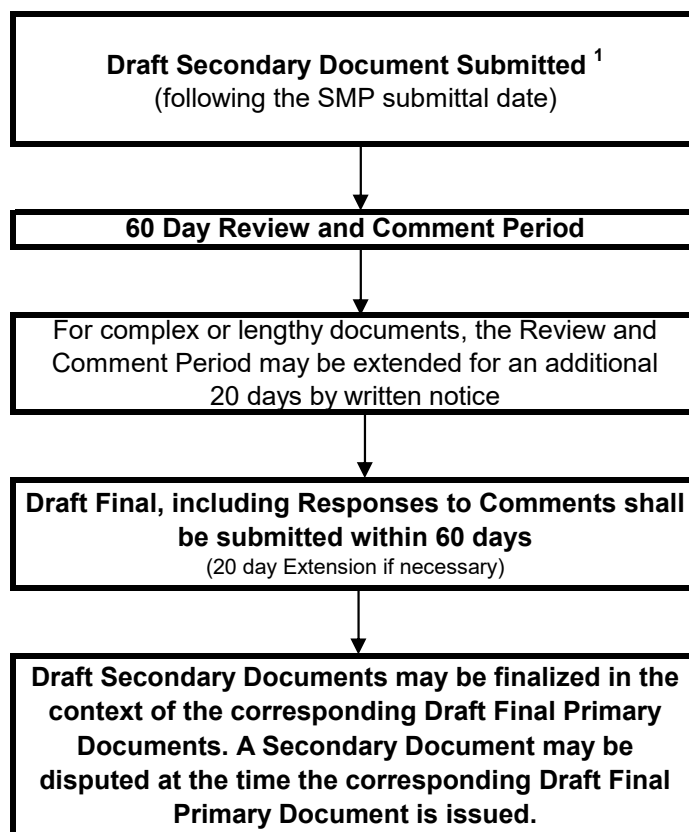 Draft Secondary Document Submitted ¹
(following the SMP submittal date)
60 Day Review and Comment Period
For complex or lengthy documents, the Review and
Comment Period may be extended for an additional
20 days by written notice
Draft Final, including Responses to Comments shall
be submitted within 60 days
(20 day Extension if necessary)
Draft Secondary Documents may be finalized in the
context of the corresponding Draft Final Primary
Documents. A Secondary Document may be
disputed at the time the corresponding Draft Final
Primary Document is issued.